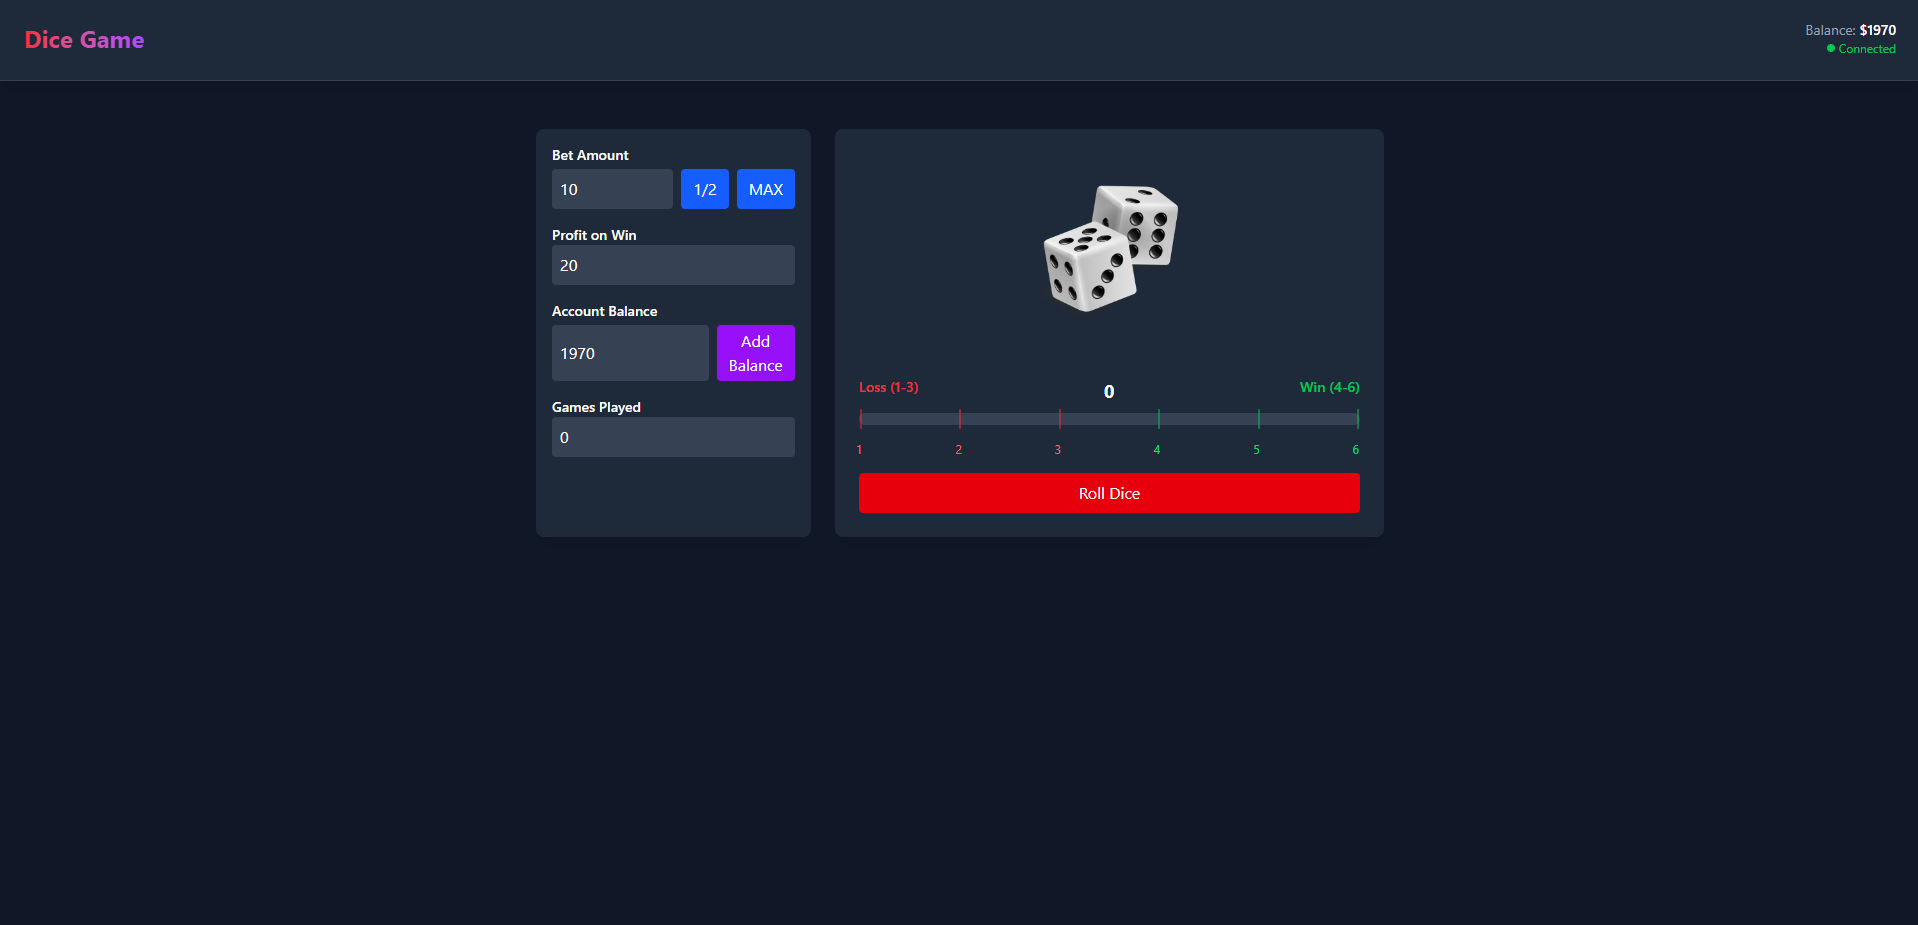 Dice Game
Balance: $1970
Connected
Bet Amount
10
1/2
MAX
Profit on Win
20
Account Balance
1970
Add
Balance
Games Played
0
Loss (1-3)
0
Win (4-6)
1 2 3 4 5 6
Roll Dice